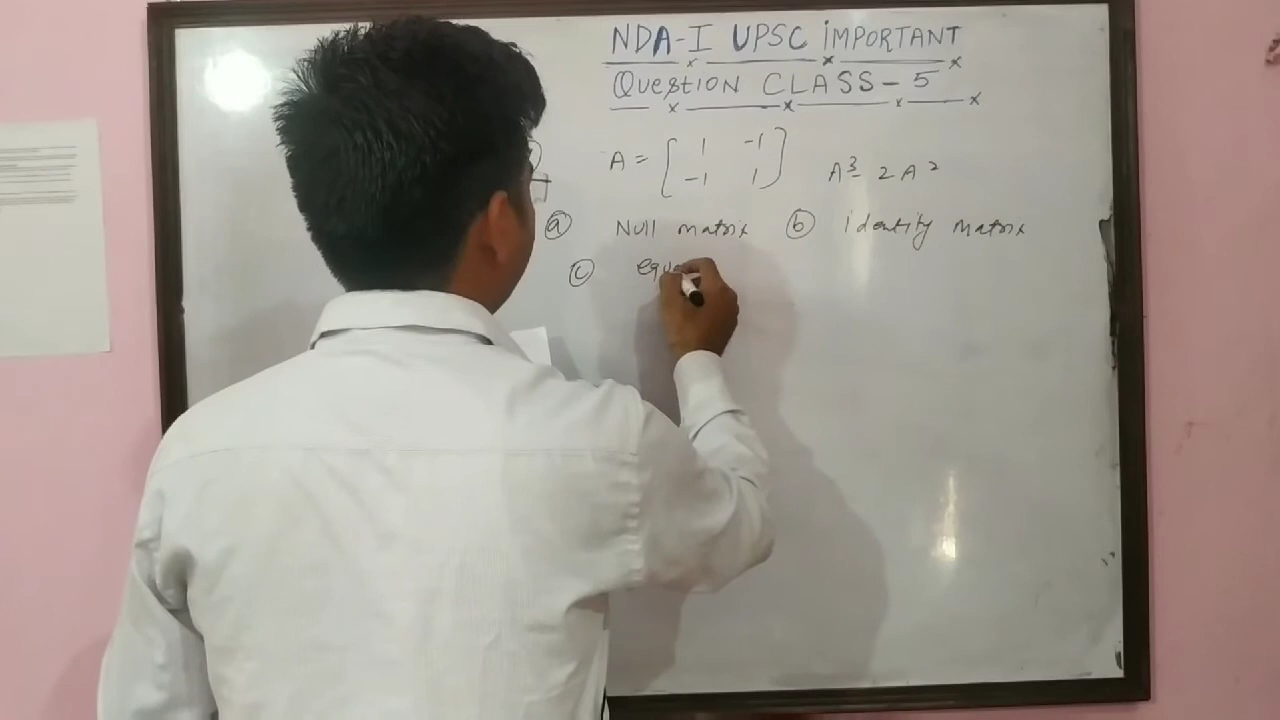 NDA-I UPSC iMPORTANT
QUestION CLASS-5
A = [ 1 -1 A³- 2A²
-1 1 ]
ⓐ Null matrix ⓑ identity matrix
ⓒ equ